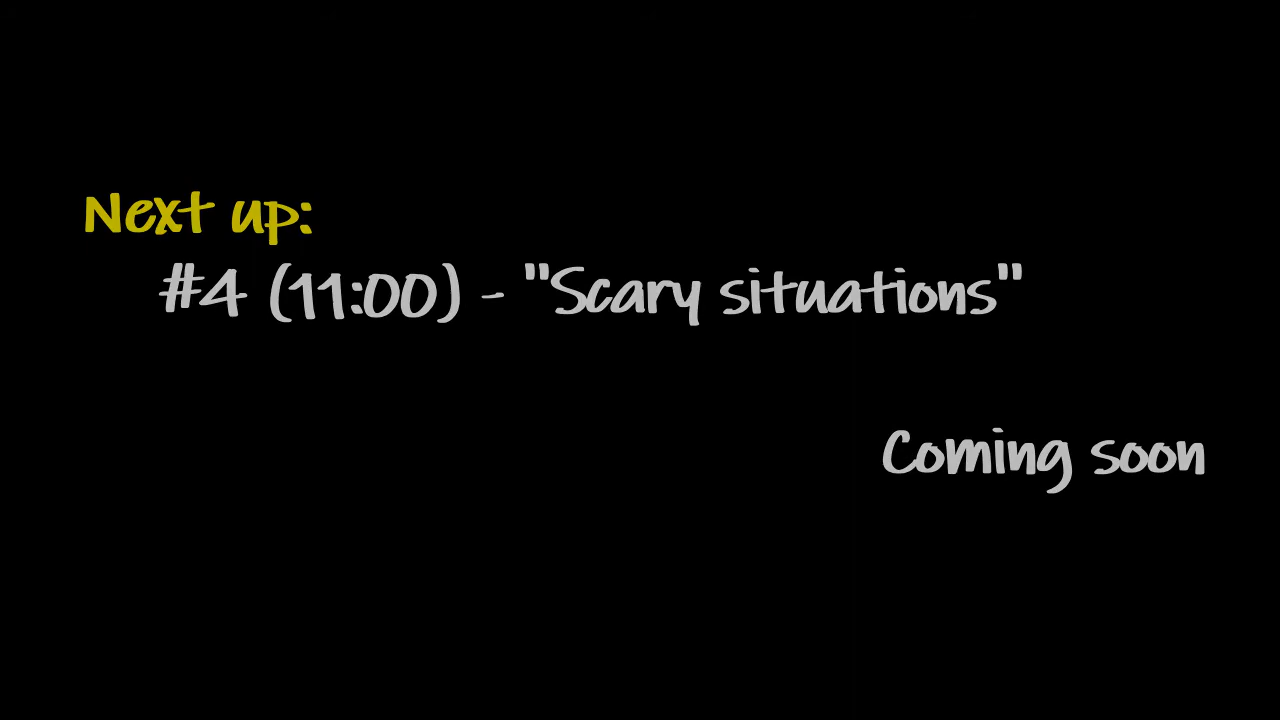 Next up:
#4 (11:00) - "Scary situations"
Coming soon